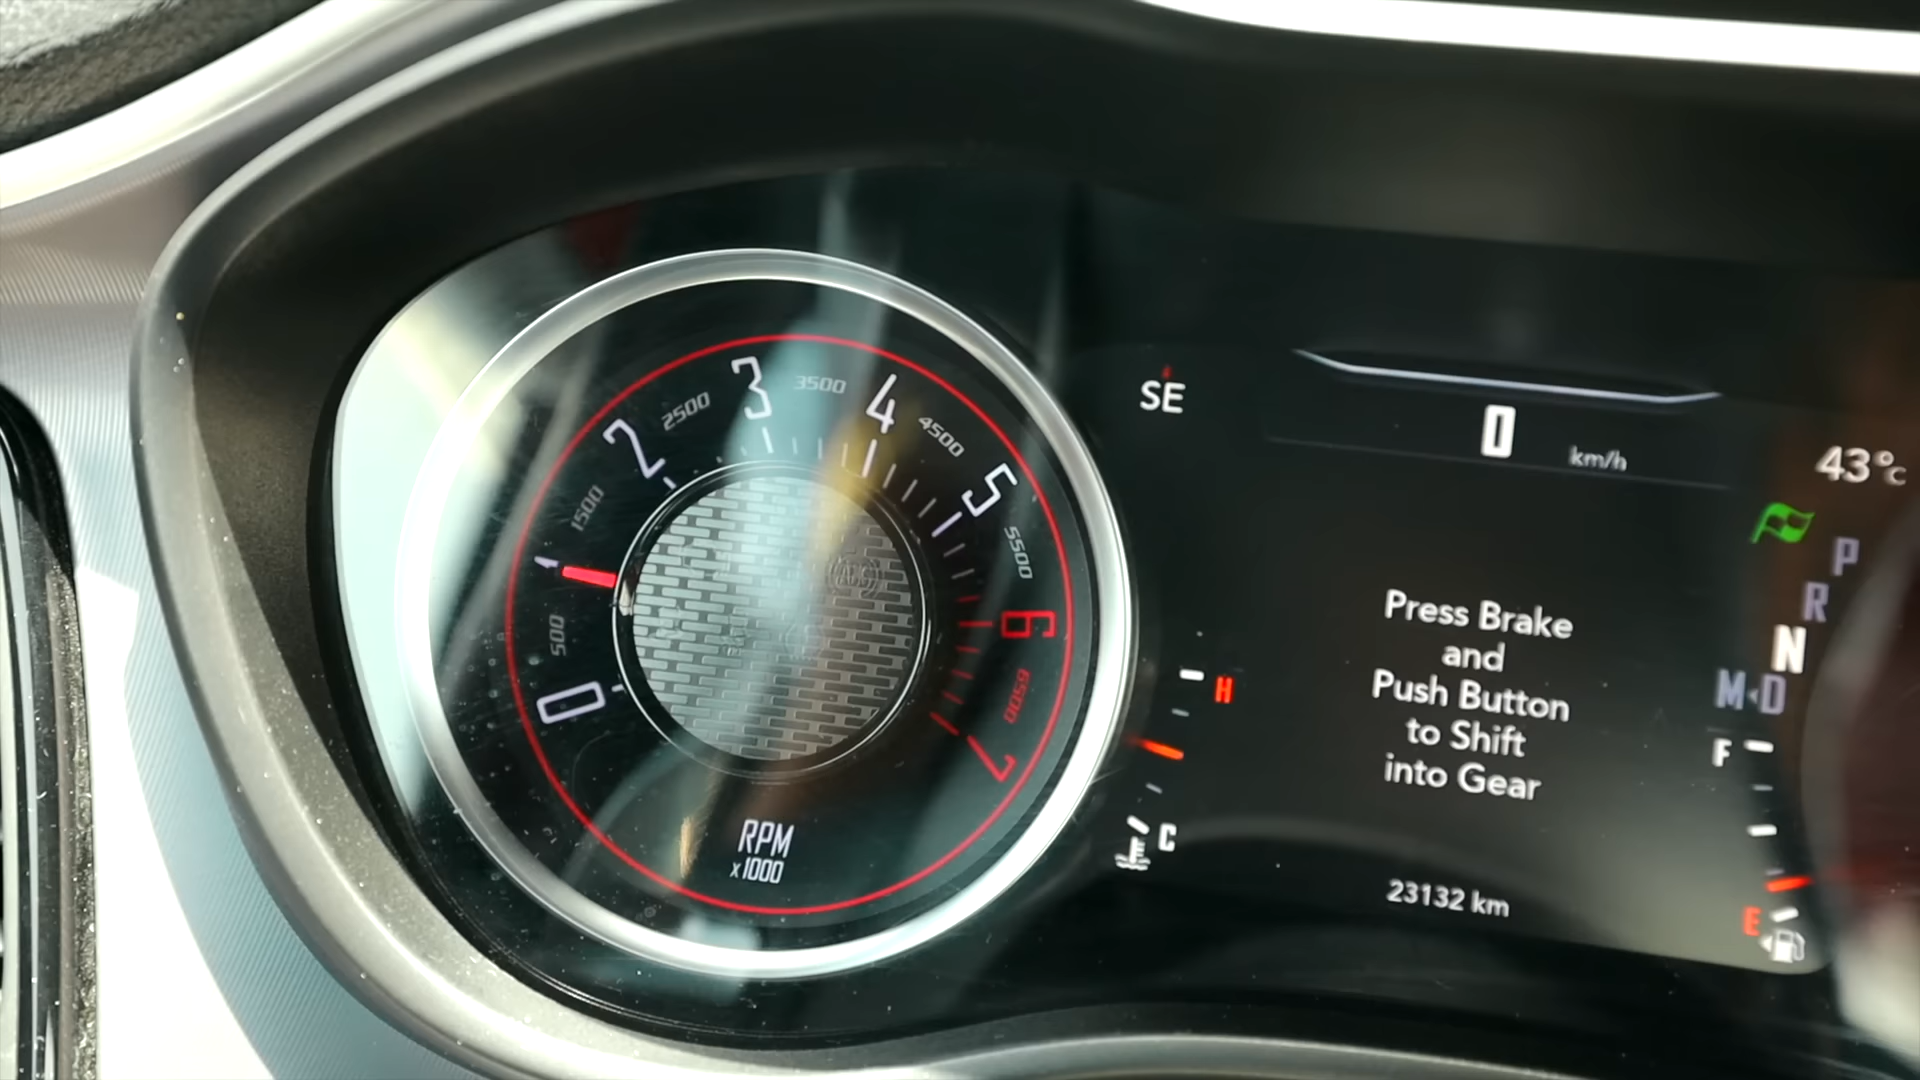 0
500
1
1500
2
2500
3
3500
4
4500
5
5500
6
6500
7
RPM
x1000
SE
0 km/h
43°C
P
R
N
M D
H
C
Press Brake
and
Push Button
to Shift
into Gear
F
E
23132 km